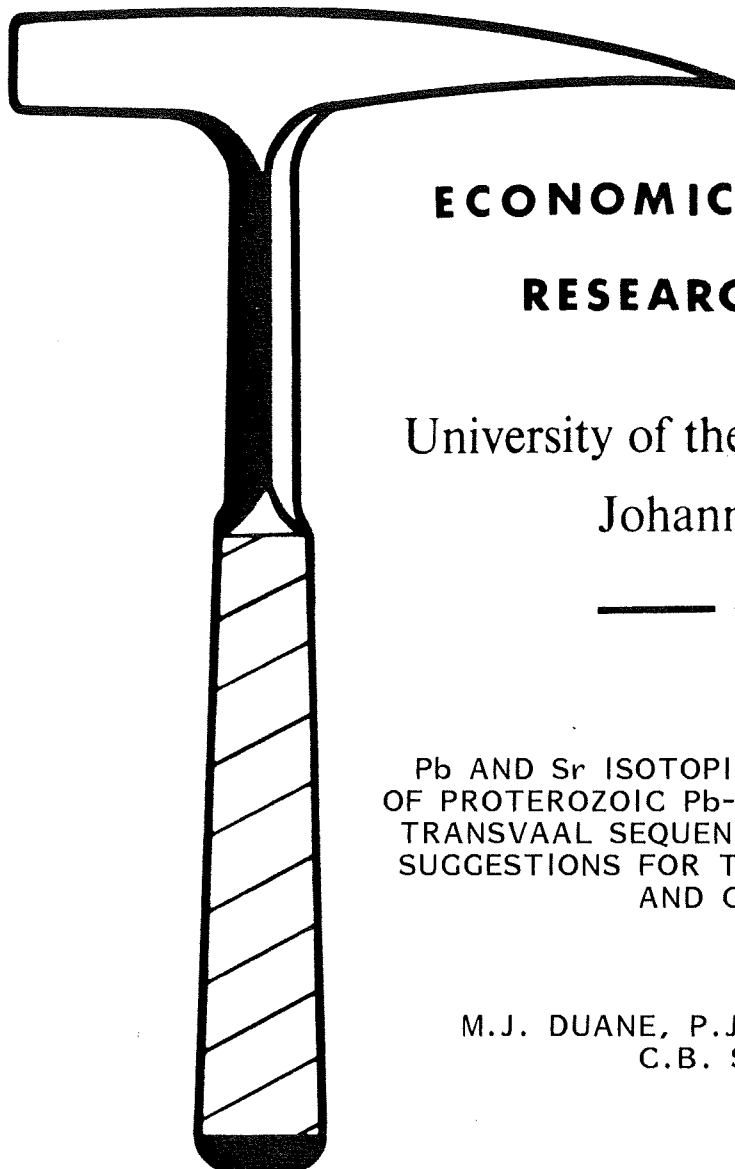 ECONOMIC
RESEARC
University of the
Johann
Pb AND Sr ISOTOPI
OF PROTEROZOIC Pb-
TRANSVAAL SEQUEN
SUGGESTIONS FOR T
AND C
M.J. DUANE, P.J
C.B. S